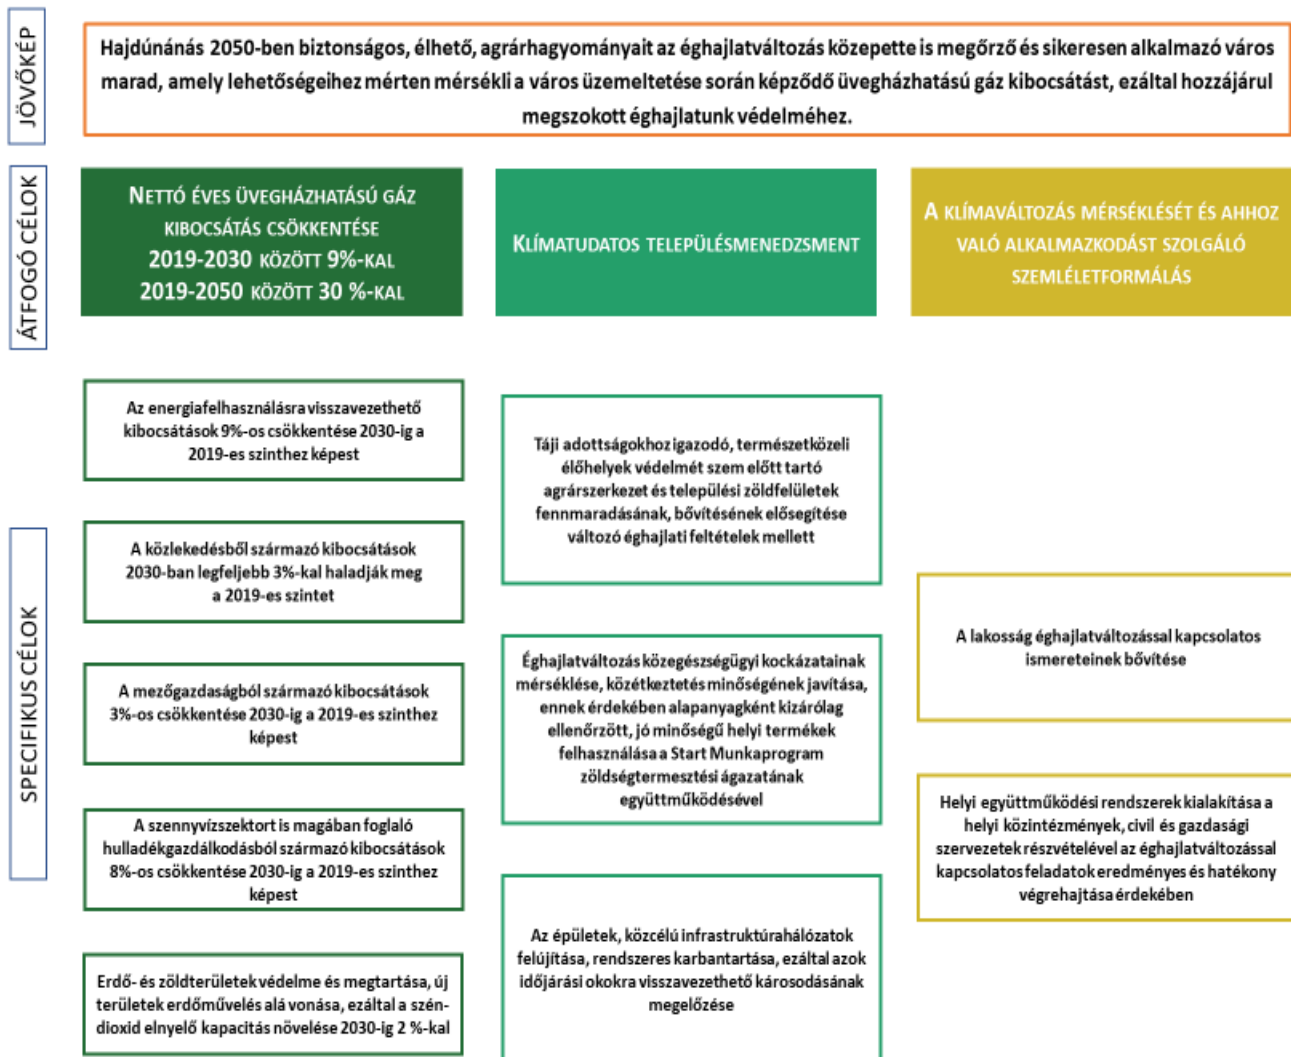 JÖVŐKÉP
Hajdúnánás 2050-ben biztonságos, élhető, agrárhagyományait az éghajlatváltozás közepette is megőrző és sikeresen alkalmazó város
marad, amely lehetőségeihez mérten mérsékli a város üzemeltetése során képződő üvegházhatású gáz kibocsátást, ezáltal hozzájárul
megszokott éghajlatunk védelméhez.
ÁTFOGÓ CÉLOK
NETTÓ ÉVES ÜVEGHÁZHATÁSÚ GÁZ
KIBOCSÁTÁS CSÖKKENTÉSE
2019-2030 KÖZÖTT 9%-KAL
2019-2050 KÖZÖTT 30 %-KAL
KLÍMATUDATOS TELEPÜLÉSMENEDZSMENT
A KLÍMAVÁLTOZÁS MÉRSÉKLÉSÉT ÉS AHHOZ
VALÓ ALKALMAZKODÁST SZOLGÁLÓ
SZEMLÉLETFORMÁLÁS
SPECIFIKUS CÉLOK
Az energiafelhasználásra visszavezethető
kibocsátások 9%-os csökkentése 2030-ig a
2019-es szinthez képest
A közlekedésből származó kibocsátások
2030-ban legfeljebb 3%-kal haladják meg
a 2019-es szintet
A mezőgazdaságból származó kibocsátások
3%-os csökkentése 2030-ig a 2019-es szinthez
képest
A szennyvízszektort is magában foglaló
hulladékgazdálkodásból származó kibocsátások
8%-os csökkentése 2030-ig a 2019-es szinthez
képest
Erdő- és zöldterületek védelme és megtartása, új
területek erdőművelés alá vonása, ezáltal a szén-
dioxid elnyelő kapacitás növelése 2030-ig 2 %-kal
Táji adottságokhoz igazodó, természetközeli
élőhelyek védelmét szem előtt tartó
agrárszerkezet és települési zöldfelületek
fennmaradásának, bővítésének elősegítése
változó éghajlati feltételek mellett
Éghajlatváltozás közegészségügyi kockázatainak
mérséklése, közétkeztetés minőségének javítása,
ennek érdekében alapanyagként kizárólag
ellenőrzött, jó minőségű helyi termékek
felhasználása a Start Munkaprogram
zöldségtermesztési ágazatának
együttműködésével
Az épületek, közcélú infrastruktúrahálózatok
felújítása, rendszeres karbantartása, ezáltal azok
időjárási okokra visszavezethető károsodásának
megelőzése
A lakosság éghajlatváltozással kapcsolatos
ismereteinek bővítése
Helyi együttműködési rendszerek kialakítása a
helyi közintézmények, civil és gazdasági
szervezetek részvételével az éghajlatváltozással
kapcsolatos feladatok eredményes és hatékony
végrehajtása érdekében